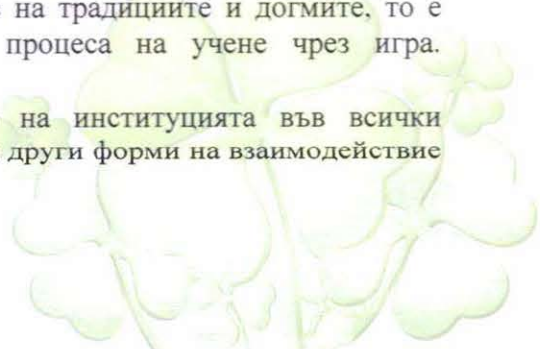 на традициите и догмите, то е
процеса на учене чрез игра.
на институцията във всички
други форми на взаимодействие